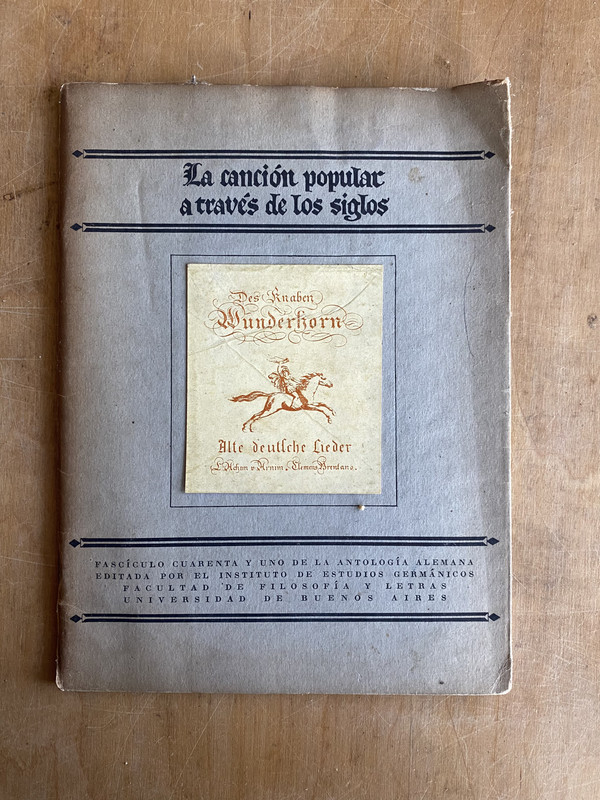 La canción popular
a través de los siglos
Des Knaben
Wunderhorn
Alte deutsche Lieder
L. Achim v. Arnim. Clemens Brentano.
FASCÍCULO CUARENTA Y UNO DE LA ANTOLOGÍA ALEMANA
EDITADA POR EL INSTITUTO DE ESTUDIOS GERMÁNICOS
FACULTAD DE FILOSOFÍA Y LETRAS
UNIVERSIDAD DE BUENOS AIRES